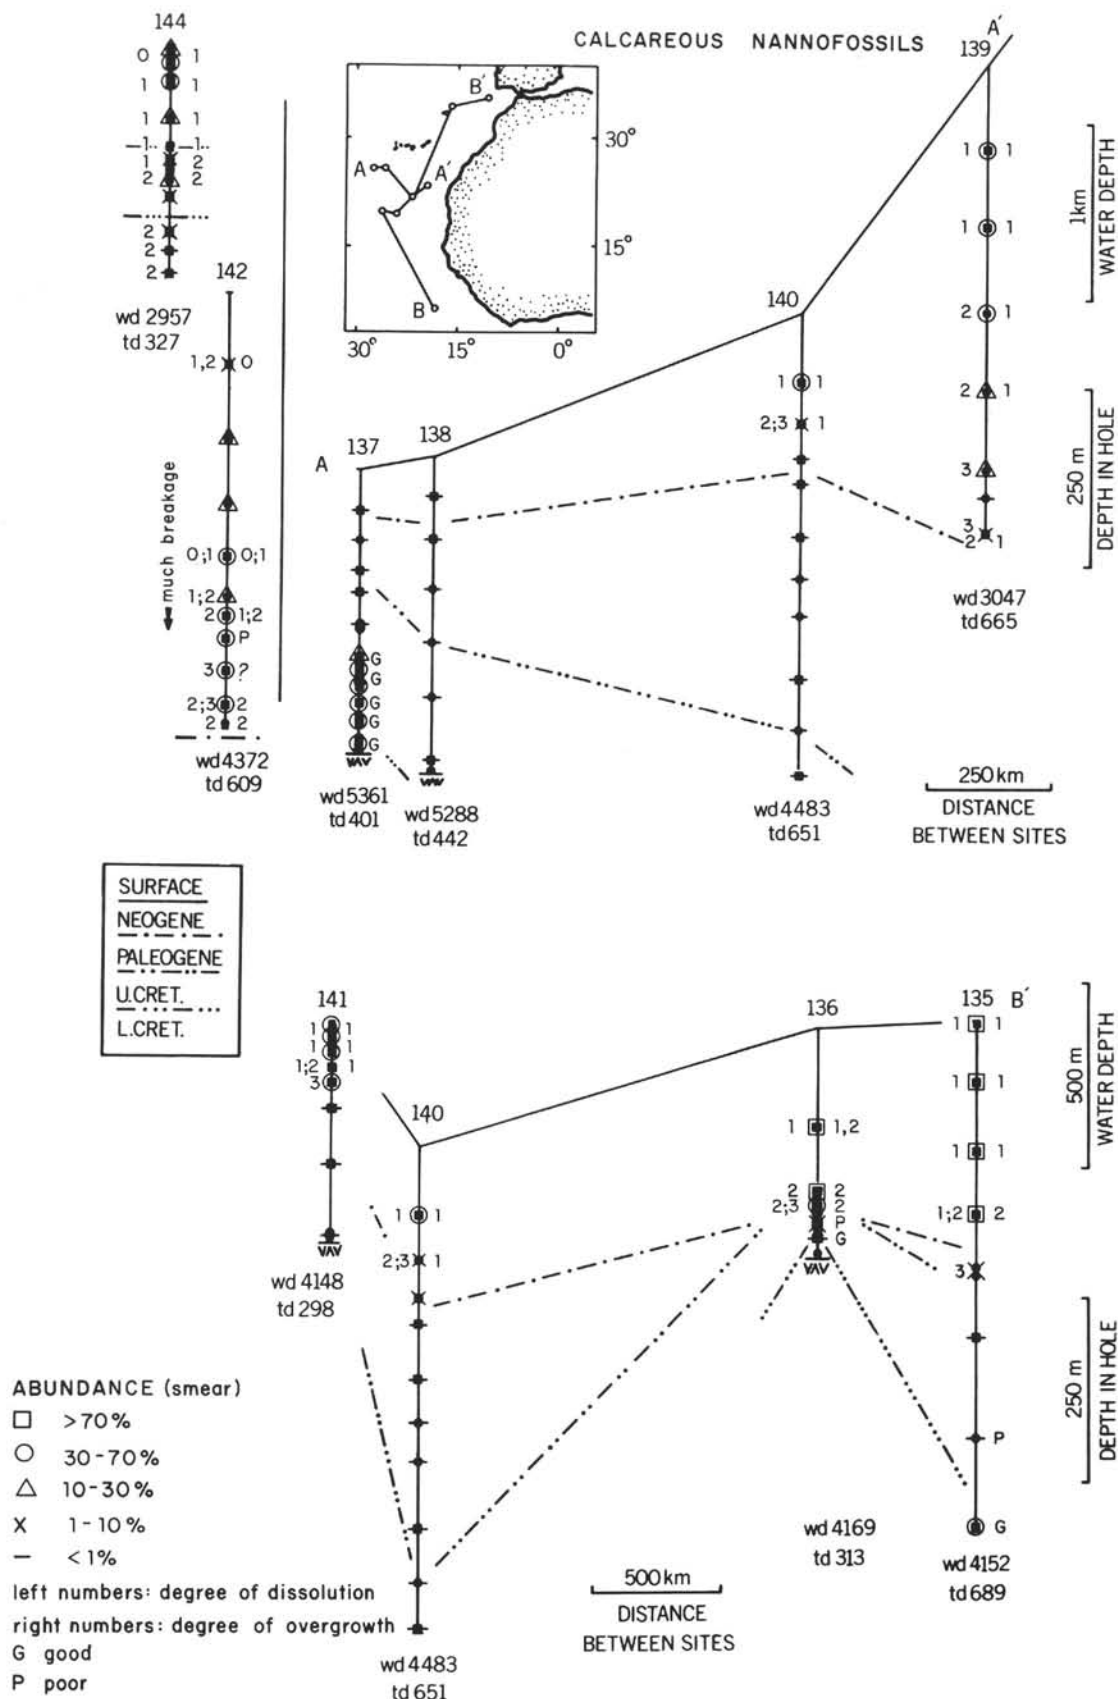 CALCAREOUS NANNOFOSSILS
144
O 1
1 1
1 1
1 1
1 2
2 2
2
2
2
wd 2957
td 327
142
1,2 O
much breakage
O;1 O;1
1;2
2 1;2
P
3 ?
2;3 2
2 2
wd 4372
td 609
A
A'
B'
B
30°
15°
30° 15° 0°
A
137
G
G
G
G
G
wd 5361
td 401
138
wd 5288
td 442
140
1 1
2;3 1
wd 4483
td 651
A'
139
1 1
1 1
2 1
2 1
3
3
2 1
wd 3047
td 665
1km
WATER DEPTH
250 m
DEPTH IN HOLE
250 km
DISTANCE
BETWEEN SITES
SURFACE
NEOGENE
PALEOGENE
U.CRET.
L.CRET.
141
1 1
1 1
1;2 1
3
wd 4148
td 298
140
1 1
2;3 1
wd 4483
td 651
136
1 1,2
2 2
2;3 2
P
G
wd 4169
td 313
135 B'
1 1
1 1
1 1
1;2 2
3
P
G
wd 4152
td 689
500 m
WATER DEPTH
250 m
DEPTH IN HOLE
500 km
DISTANCE
BETWEEN SITES
ABUNDANCE (smear)
>70%
30-70%
10-30%
X 1-10%
– <1%
left numbers: degree of dissolution
right numbers: degree of overgrowth
G good
P poor